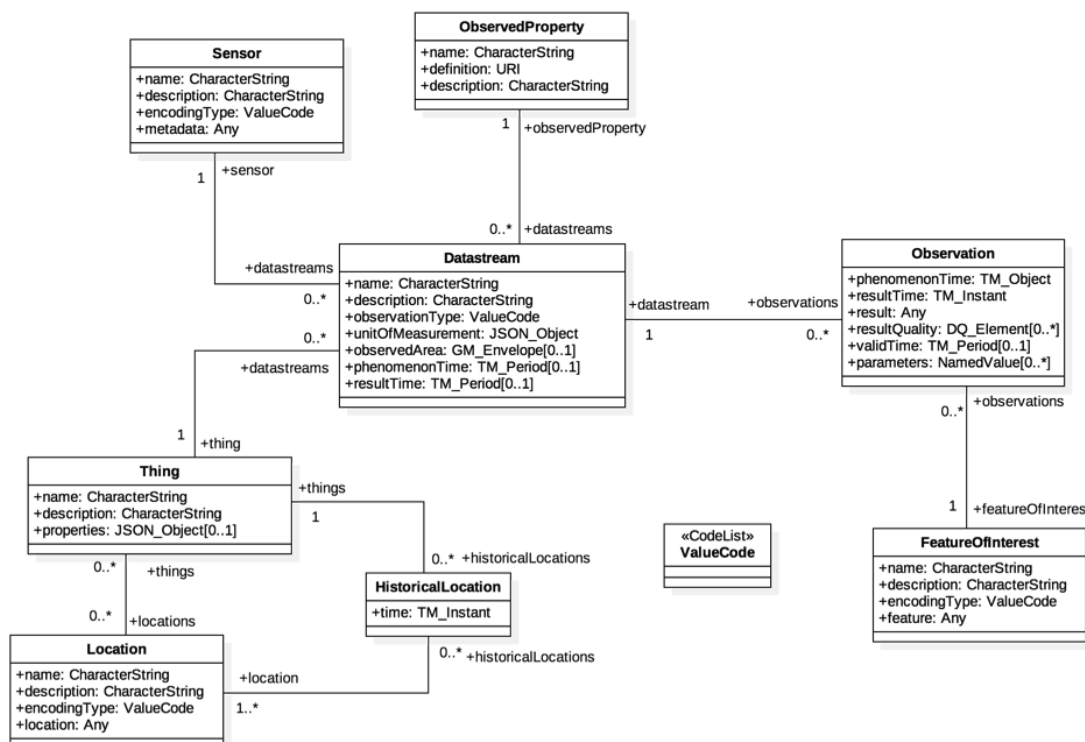 ObservedProperty
+name: CharacterString
+definition: URI
+description: CharacterString
Sensor
+name: CharacterString
+description: CharacterString
+encodingType: ValueCode
+metadata: Any
1
+observedProperty
1
+sensor
0..*
+datastreams
+datastreams
0..*
Datastream
+name: CharacterString
+description: CharacterString
+observationType: ValueCode
+unitOfMeasurement: JSON_Object
+observedArea: GM_Envelope[0..1]
+phenomenonTime: TM_Period[0..1]
+resultTime: TM_Period[0..1]
+datastream
1
+observations
0..*
Observation
+phenomenonTime: TM_Object
+resultTime: TM_Instant
+result: Any
+resultQuality: DQ_Element[0..*]
+validTime: TM_Period[0..1]
+parameters: NamedValue[0..*]
0..*
+datastreams
0..*
+observations
1
+thing
Thing
+name: CharacterString
+description: CharacterString
+properties: JSON_Object[0..1]
+things
1
1
+featureOfInteres
«CodeList»
ValueCode
FeatureOfInterest
+name: CharacterString
+description: CharacterString
+encodingType: ValueCode
+feature: Any
0..*
+historicalLocations
0..*
+things
HistoricalLocation
+time: TM_Instant
0..*
+locations
0..*
+historicalLocations
Location
+name: CharacterString
+description: CharacterString
+encodingType: ValueCode
+location: Any
+location
1..*